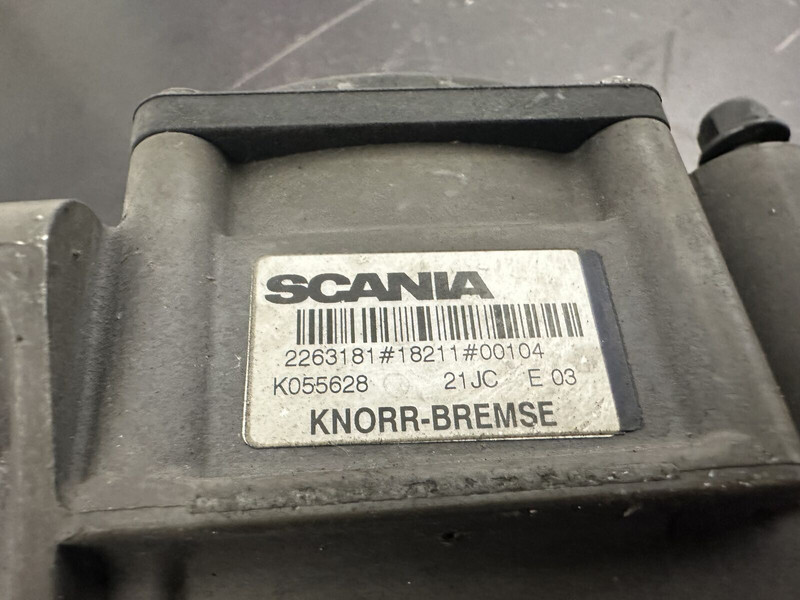 SCANIA
2263181#18211#00104
K055628 21JC E 03
KNORR-BREMSE